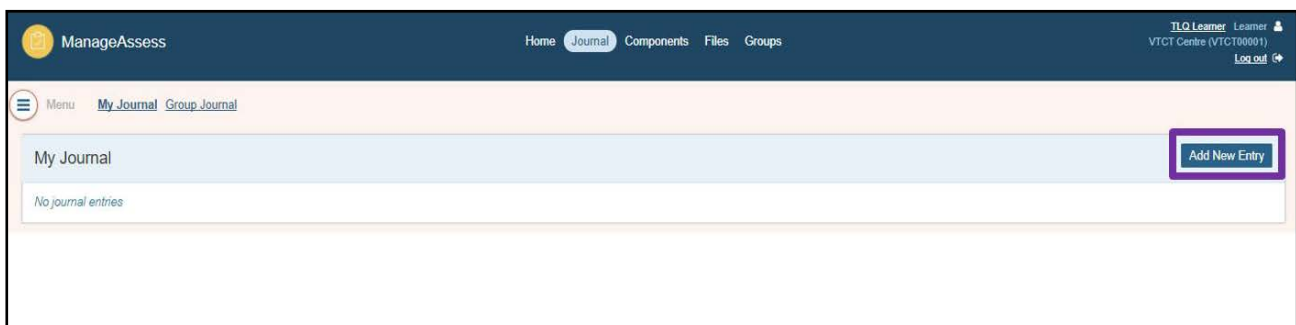 ManageAssess
Home Journal Components Files Groups
TLQ Learner Learner
VTCT Centre (VTCT00001)
Log out
Menu My Journal Group Journal
My Journal
Add New Entry
No journal entries